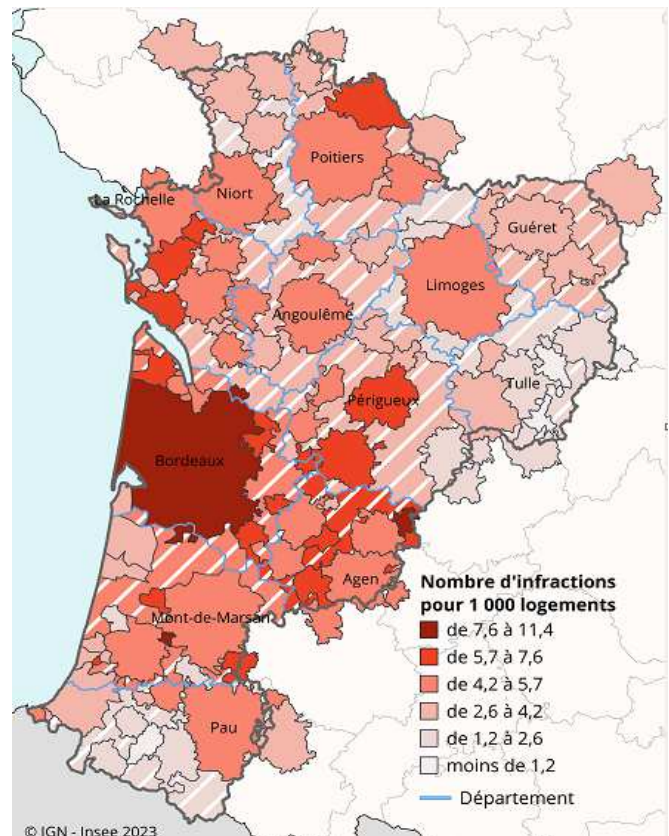 Poitiers
La Rochelle
Niort
Guéret
Limoges
Angoulême
Tulle
Périgueux
Bordeaux
Agen
Mont-de-Marsan
Pau
Nombre d'infractions
pour 1 000 logements
de 7,6 à 11,4
de 5,7 à 7,6
de 4,2 à 5,7
de 2,6 à 4,2
de 1,2 à 2,6
moins de 1,2
Département
© IGN - Insee 2023